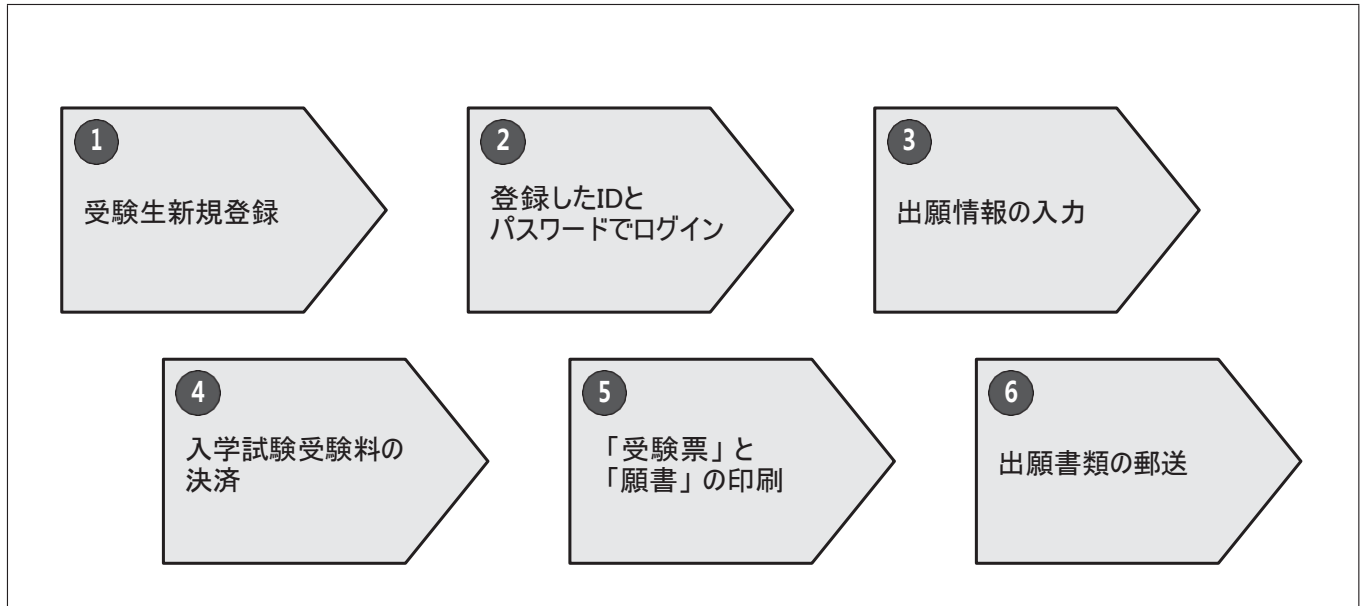 1
受験生新規登録
2
登録したIDと
パスワードでログイン
3
出願情報の入力
4
入学試験受験料の
決済
5
「受験票」と
「願書」の印刷
6
出願書類の郵送